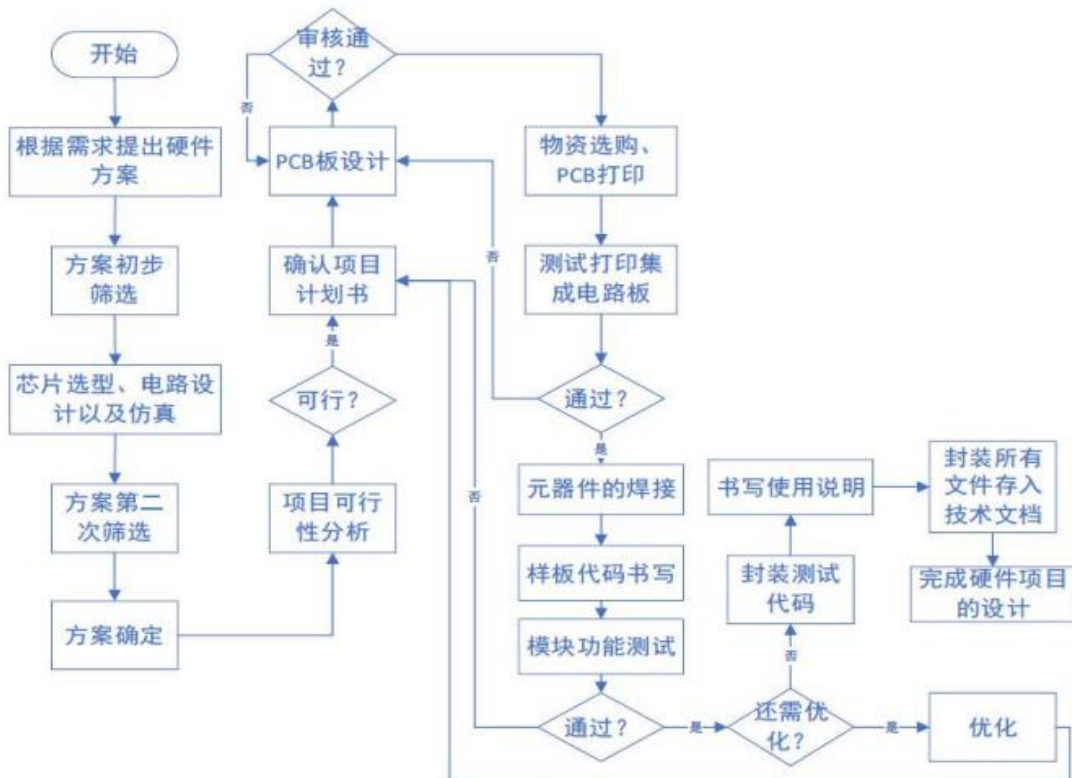 开始
根据需求提出硬件
方案
方案初步
筛选
芯片选型、电路设
计以及仿真
方案第二
次筛选
方案确定
项目可行
性分析
可行？
是
确认项目
计划书
PCB板设计
审核通
过？
否
物资选购、
PCB打印
测试打印集
成电路板
通过？
否
是
元器件的焊接
样板代码书写
模块功能测试
通过？
否
是
还需优
化？
否
是
优化
封装测试
代码
书写使用说明
封装所有
文件存入
技术文档
完成硬件项目
的设计